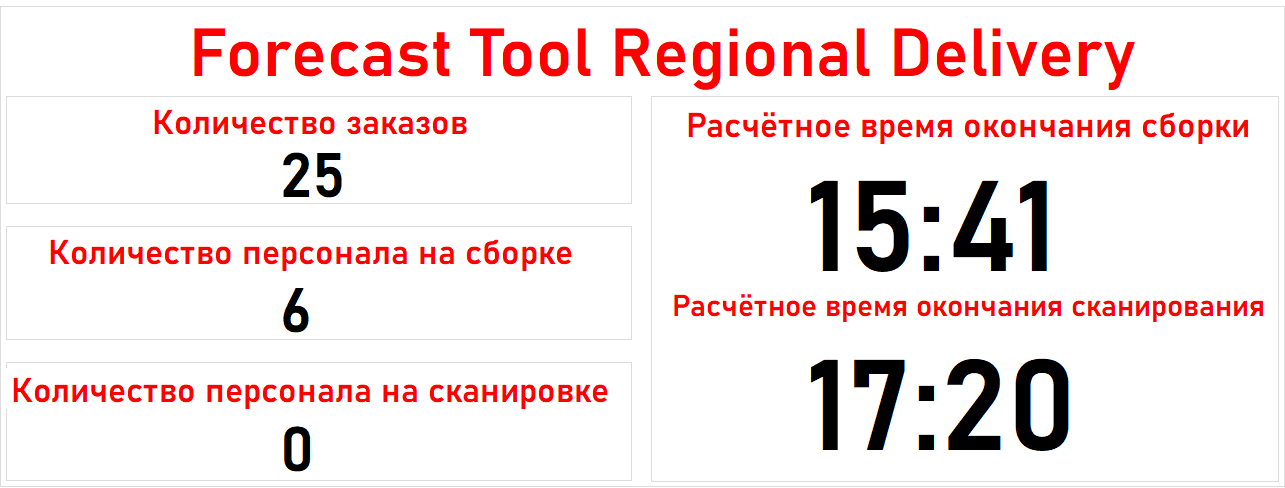 Forecast Tool Regional Delivery
Количество заказов
25
Количество персонала на сборке
6
Количество персонала на сканировке
0
Расчётное время окончания сборки
15:41
Расчётное время окончания сканирования
17:20